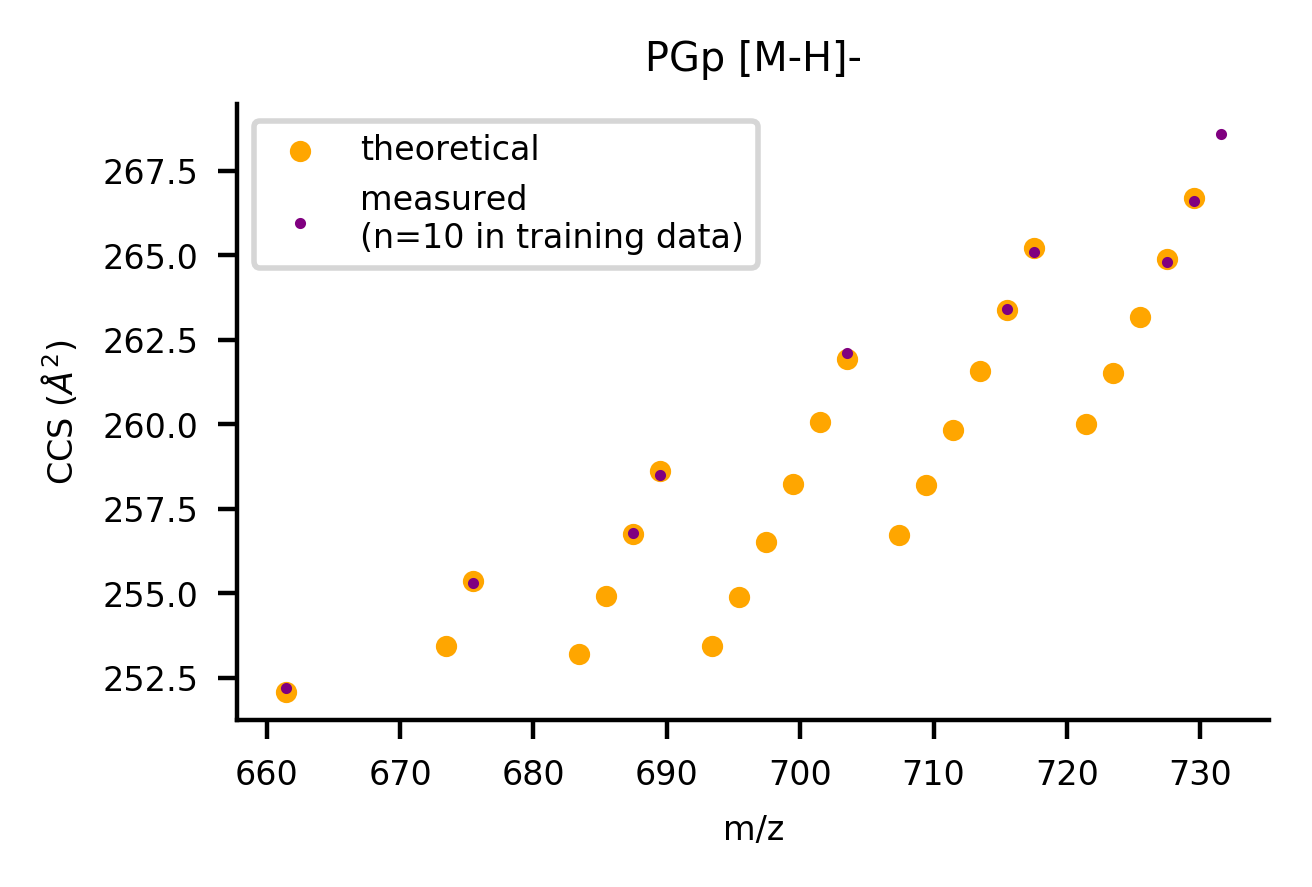 PGp [M-H]-
theoretical
measured
(n=10 in training data)
CCS (Å²)
267.5
265.0
262.5
260.0
257.5
255.0
252.5
660 670 680 690 700 710 720 730
m/z